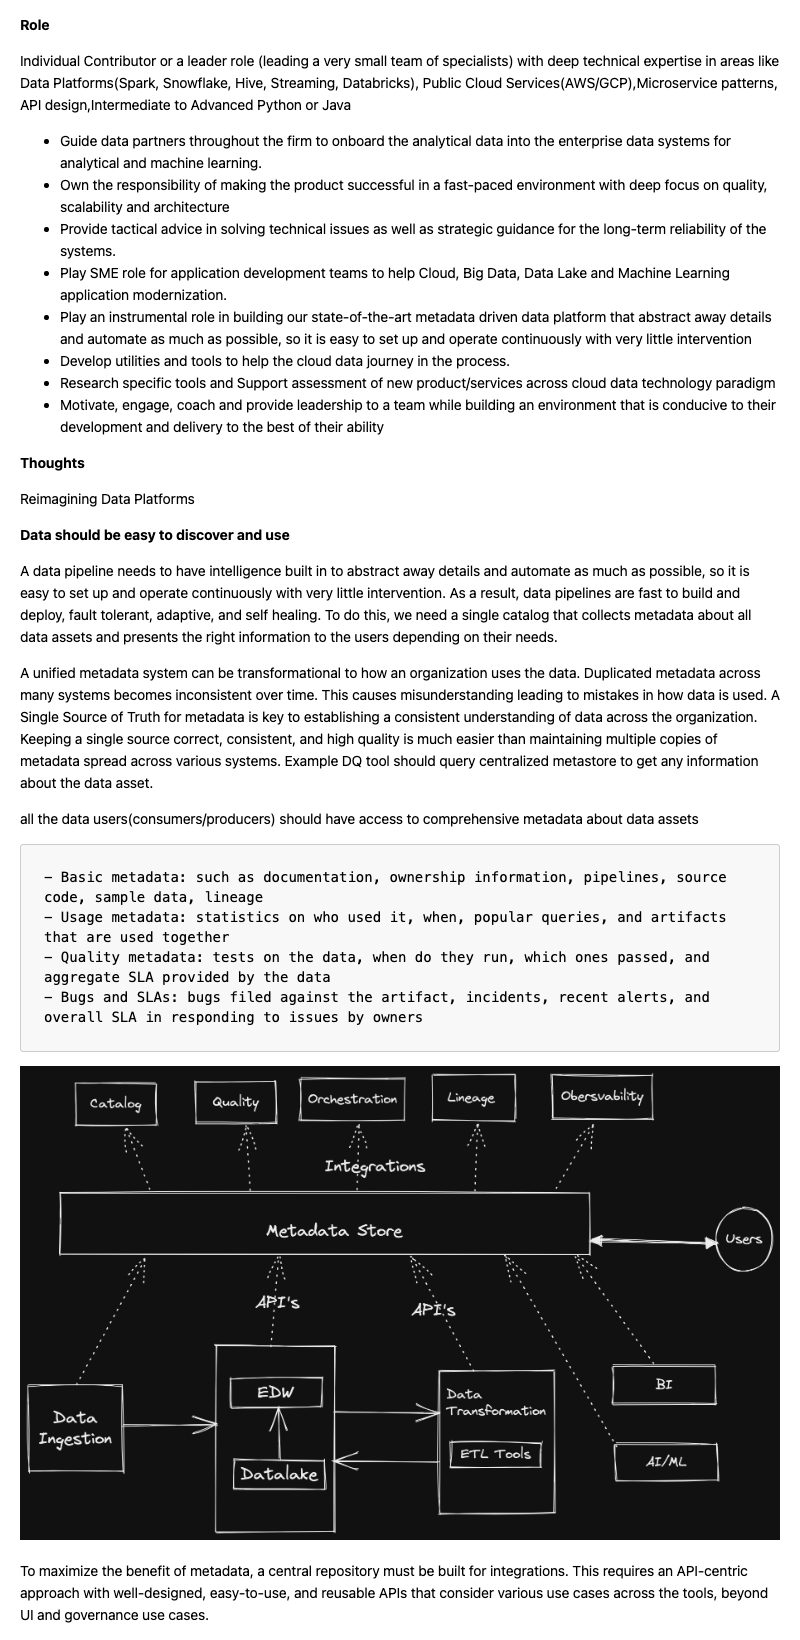 Role
Individual Contributor or a leader role (leading a very small team of specialists) with deep technical expertise in areas like
Data Platforms(Spark, Snowflake, Hive, Streaming, Databricks), Public Cloud Services(AWS/GCP),Microservice patterns,
API design,Intermediate to Advanced Python or Java
• Guide data partners throughout the firm to onboard the analytical data into the enterprise data systems for
analytical and machine learning.
• Own the responsibility of making the product successful in a fast-paced environment with deep focus on quality,
scalability and architecture
• Provide tactical advice in solving technical issues as well as strategic guidance for the long-term reliability of the
systems.
• Play SME role for application development teams to help Cloud, Big Data, Data Lake and Machine Learning
application modernization.
• Play an instrumental role in building our state-of-the-art metadata driven data platform that abstract away details
and automate as much as possible, so it is easy to set up and operate continuously with very little intervention
• Develop utilities and tools to help the cloud data journey in the process.
• Research specific tools and Support assessment of new product/services across cloud data technology paradigm
• Motivate, engage, coach and provide leadership to a team while building an environment that is conducive to their
development and delivery to the best of their ability
Thoughts
Reimagining Data Platforms
Data should be easy to discover and use
A data pipeline needs to have intelligence built in to abstract away details and automate as much as possible, so it is
easy to set up and operate continuously with very little intervention. As a result, data pipelines are fast to build and
deploy, fault tolerant, adaptive, and self healing. To do this, we need a single catalog that collects metadata about all
data assets and presents the right information to the users depending on their needs.
A unified metadata system can be transformational to how an organization uses the data. Duplicated metadata across
many systems becomes inconsistent over time. This causes misunderstanding leading to mistakes in how data is used. A
Single Source of Truth for metadata is key to establishing a consistent understanding of data across the organization.
Keeping a single source correct, consistent, and high quality is much easier than maintaining multiple copies of
metadata spread across various systems. Example DQ tool should query centralized metastore to get any information
about the data asset.
all the data users(consumers/producers) should have access to comprehensive metadata about data assets
– Basic metadata: such as documentation, ownership information, pipelines, source
code, sample data, lineage
– Usage metadata: statistics on who used it, when, popular queries, and artifacts
that are used together
– Quality metadata: tests on the data, when do they run, which ones passed, and
aggregate SLA provided by the data
– Bugs and SLAs: bugs filed against the artifact, incidents, recent alerts, and
overall SLA in responding to issues by owners
Catalog
Quality
Orchestration
Lineage
Obersvability
Integrations
Metadata Store
Users
API's
API's
EDW
Datalake
Data
Ingestion
Data
Transformation
ETL Tools
BI
AI/ML
To maximize the benefit of metadata, a central repository must be built for integrations. This requires an API-centric
approach with well-designed, easy-to-use, and reusable APIs that consider various use cases across the tools, beyond
UI and governance use cases.